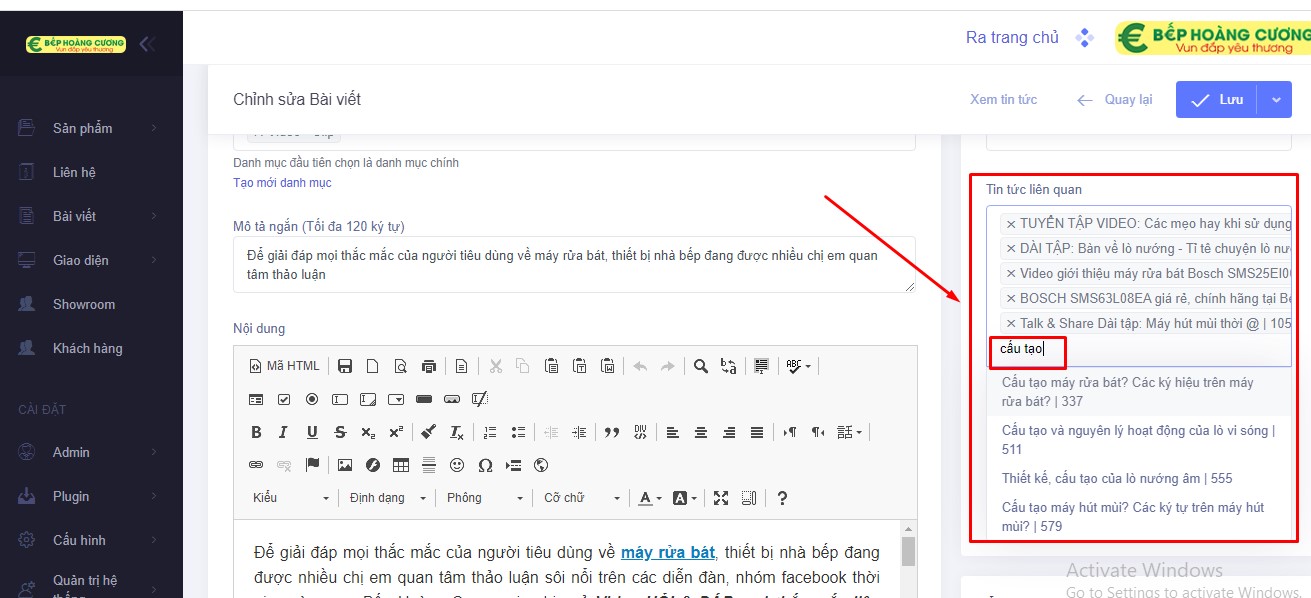 € BẾP HOÀNG CƯƠNG
Vun đắp yêu thương
Ra trang chủ
€ BẾP HOÀNG CƯƠNG
Vun đắp yêu thương
Sản phẩm
Liên hệ
Bài viết
Giao diện
Showroom
Khách hàng
CÀI ĐẶT
Admin
Plugin
Cấu hình
Quản trị hệ
thống
Chỉnh sửa Bài viết
Xem tin tức
Quay lại
Lưu
Danh mục đầu tiên chọn là danh mục chính
Tạo mới danh mục
Mô tả ngắn (Tối đa 120 ký tự)
Để giải đáp mọi thắc mắc của người tiêu dùng về máy rửa bát, thiết bị nhà bếp đang được nhiều chị em quan
tâm thảo luận
Nội dung
Mã HTML
Kiểu
Định dạng
Phông
Cỡ chữ
Để giải đáp mọi thắc mắc của người tiêu dùng về máy rửa bát, thiết bị nhà bếp đang
được nhiều chị em quan tâm thảo luận sôi nổi trên các diễn đàn, nhóm facebook thời
Tin tức liên quan
× TUYỂN TẬP VIDEO: Các mẹo hay khi sử dụng
× DÀI TẬP: Bàn về lò nướng - Tỉ tê chuyện lò nư
× Video giới thiệu máy rửa bát Bosch SMS25EI0
× BOSCH SMS63L08EA giá rẻ, chính hãng tại Bế
× Talk & Share Dài tập: Máy hút mùi thời @ | 105
cấu tạo
Cấu tạo máy rửa bát? Các ký hiệu trên máy
rửa bát? | 337
Cấu tạo và nguyên lý hoạt động của lò vi sóng |
511
Thiết kế, cấu tạo của lò nướng âm | 555
Cấu tạo máy hút mùi? Các ký tự trên máy hút
mùi? | 579
Activate Windows
Go to Settings to activate Windows.